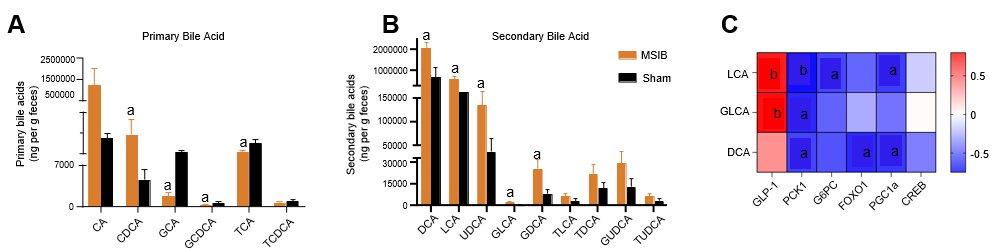 A
Primary Bile Acid
Primary bile acids
(ng per g feces)
2500000
1500000
500000
7000
0
a
a
a
a
CA
CDCA
GCA
GCDCA
TCA
TCDCA
B
Secondary Bile Acid
MSIB
Sham
Secondary bile acids
(ng per g feces)
2000000
1000000
150000
100000
50000
30000
15000
0
a
a
a
a
a
DCA
LCA
UDCA
GLCA
GDCA
TLCA
TDCA
GUDCA
TUDCA
C
LCA
GLCA
DCA
b
b
a
a
b
a
a
a
a
GLP-1
PCK1
G6PC
FOXO1
PGC1a
CREB
0.5
0
-0.5